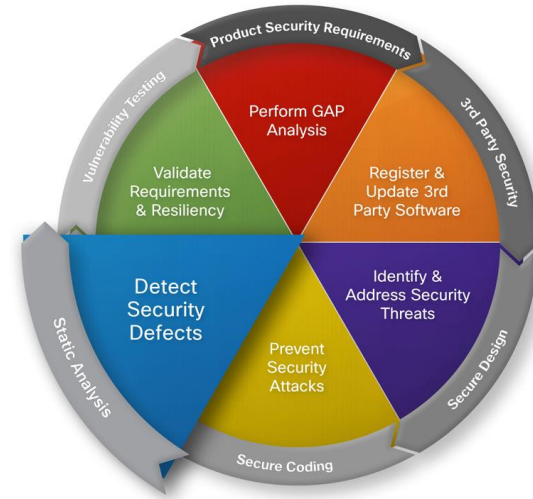 Product Security Requirements
Perform GAP
Analysis
3rd Party Security
Register &
Update 3rd
Party Software
Secure Design
Identify &
Address Security
Threats
Secure Coding
Prevent
Security
Attacks
Static Analysis
Detect
Security
Defects
Vulnerability Testing
Validate
Requirements
& Resiliency